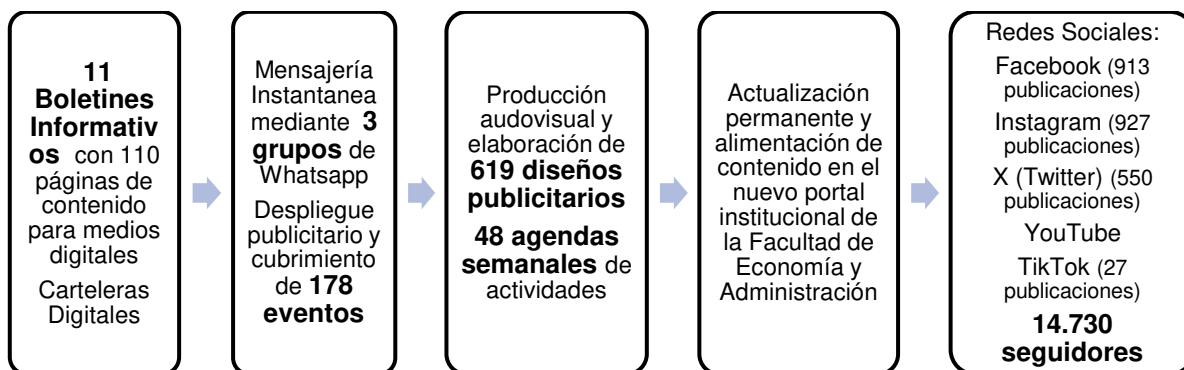 11
Boletines
Informativ
os con 110
páginas de
contenido
para medios
digitales
Carteleras
Digitales
Mensajería
Instantanea
mediante 3
grupos de
Whatsapp
Despliegue
publicitario y
cubrimiento
de 178
eventos
Producción
audovisual y
elaboración de
619 diseños
publicitarios
48 agendas
semanales de
actividades
Actualización
permanente y
alimentación de
contenido en el
nuevo portal
institucional de
la Facultad de
Economía y
Administración
Redes Sociales:
Facebook (913
publicaciones)
Instagram (927
publicaciones)
X (Twitter) (550
publicaciones)
YouTube
TikTok (27
publicaciones)
14.730
seguidores